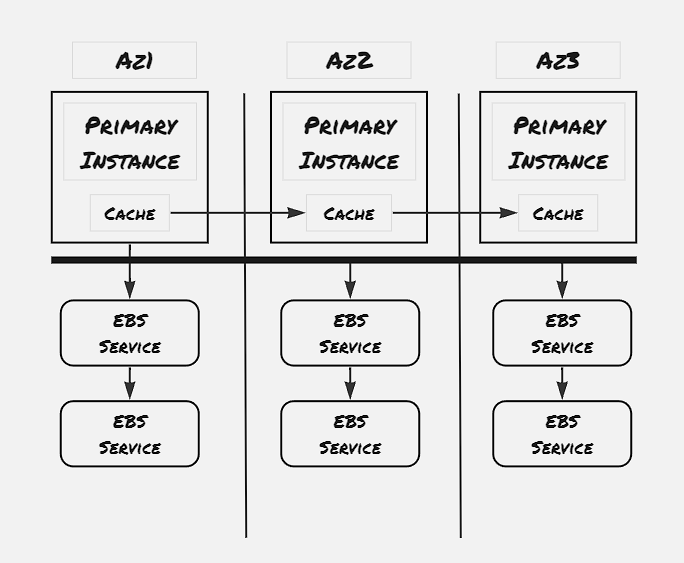 AZ1
AZ2
AZ3
PRIMARY
INSTANCE
CACHE
PRIMARY
INSTANCE
CACHE
PRIMARY
INSTANCE
CACHE
EBS
SERVICE
EBS
SERVICE
EBS
SERVICE
EBS
SERVICE
EBS
SERVICE
EBS
SERVICE